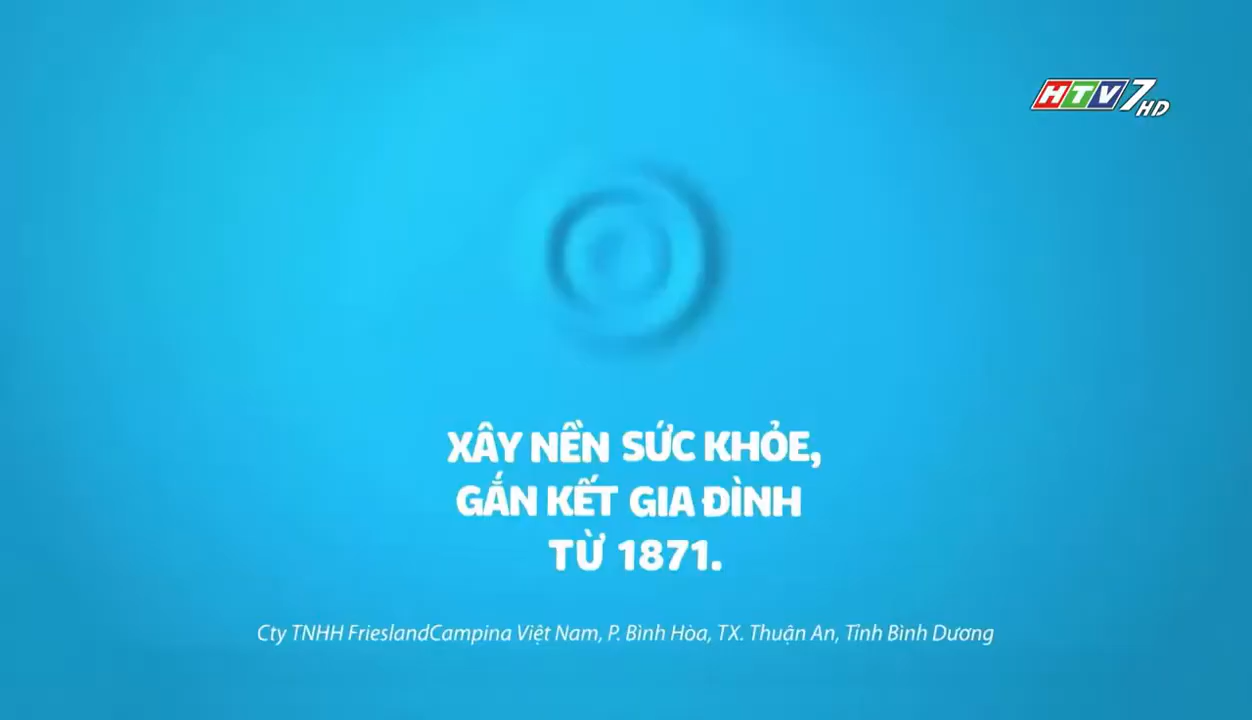 HTV7 HD
XÂY NỀN SỨC KHỎE,
GẮN KẾT GIA ĐÌNH
TỪ 1871.
Cty TNHH FrieslandCampina Việt Nam, P. Bình Hòa, TX. Thuận An, Tỉnh Bình Dương